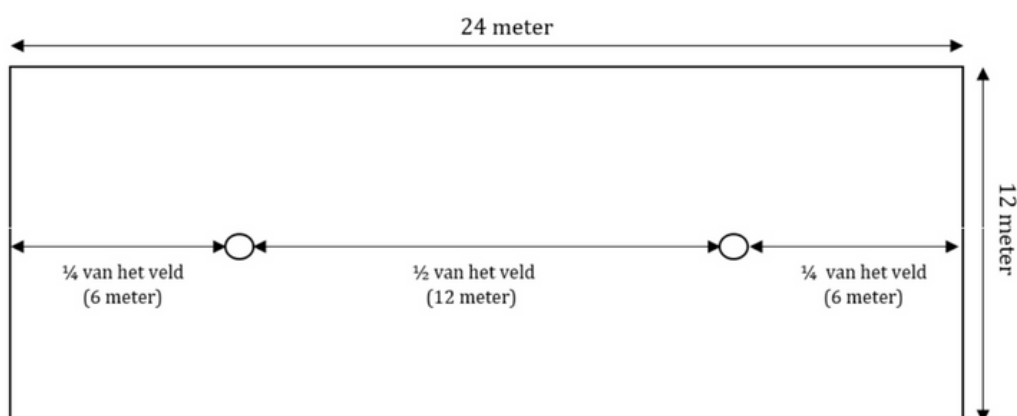 24 meter
12 meter
¼ van het veld
(6 meter)
½ van het veld
(12 meter)
¼ van het veld
(6 meter)